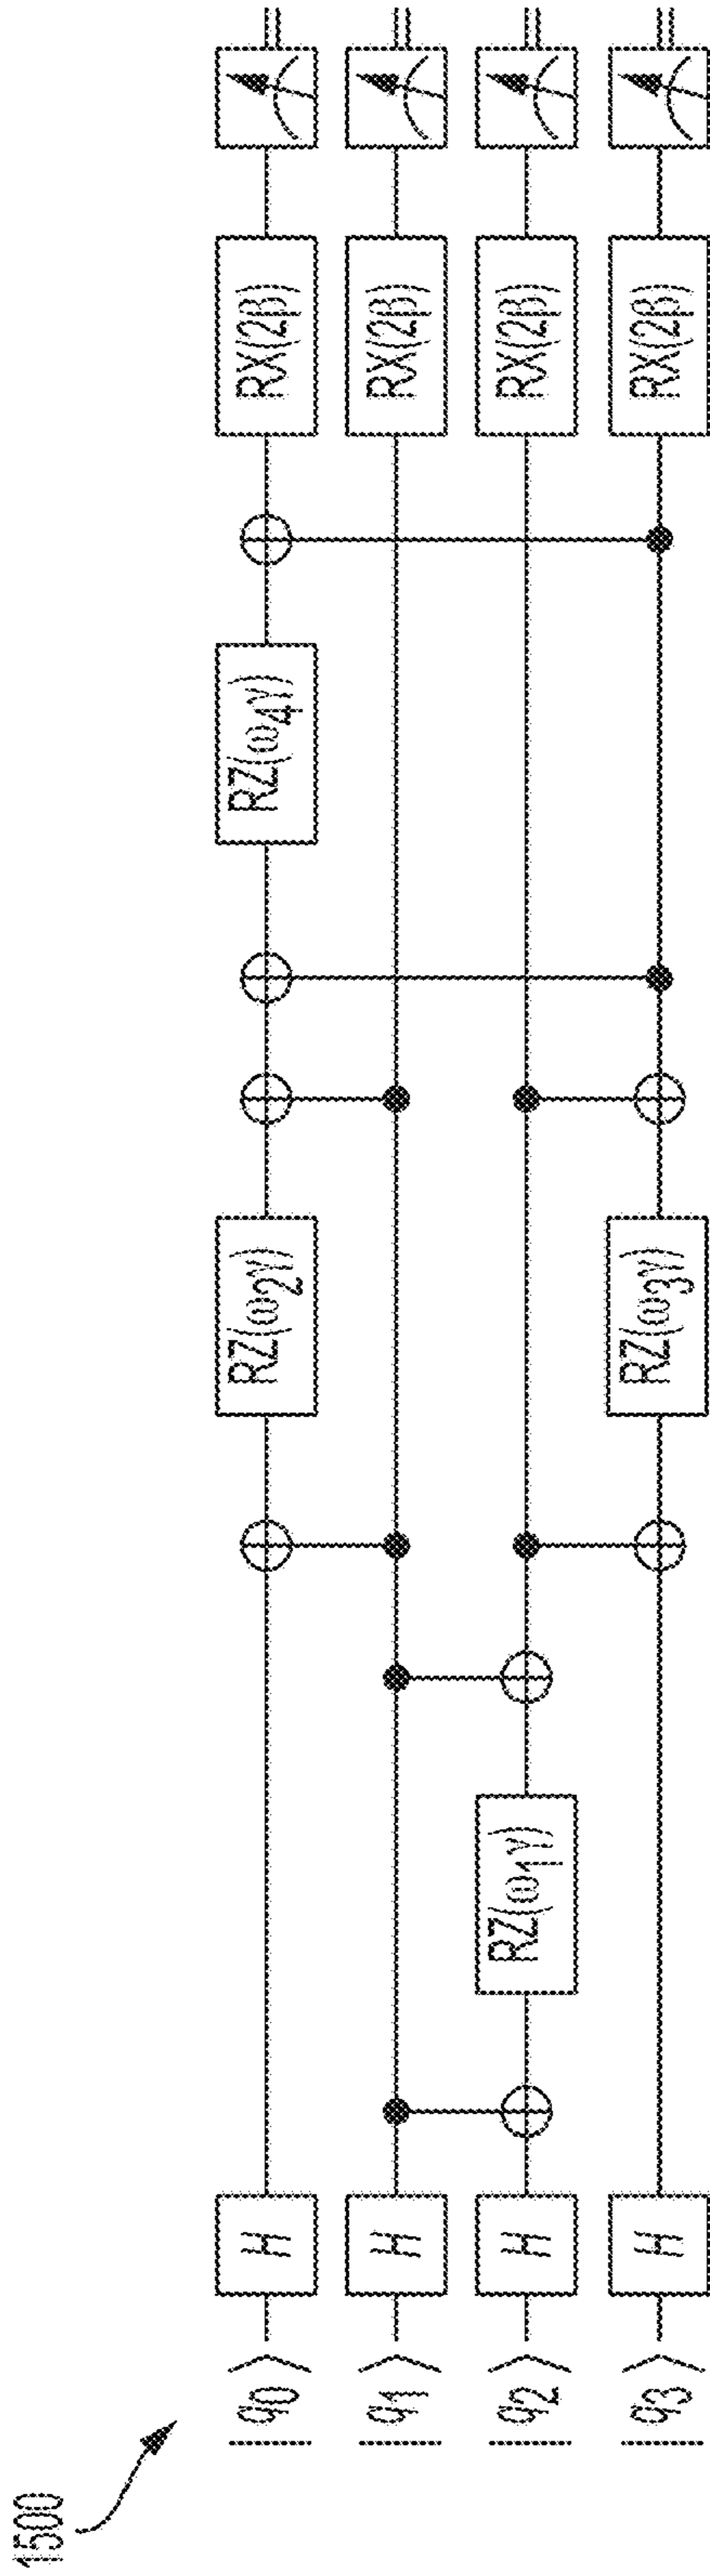 1500
|q0⟩ H RZ(ω2γ) RZ(ω4γ) RX(2β)
|q1⟩ H RX(2β)
|q2⟩ H RZ(ω1γ) RX(2β)
|q3⟩ H RZ(ω3γ) RX(2β)